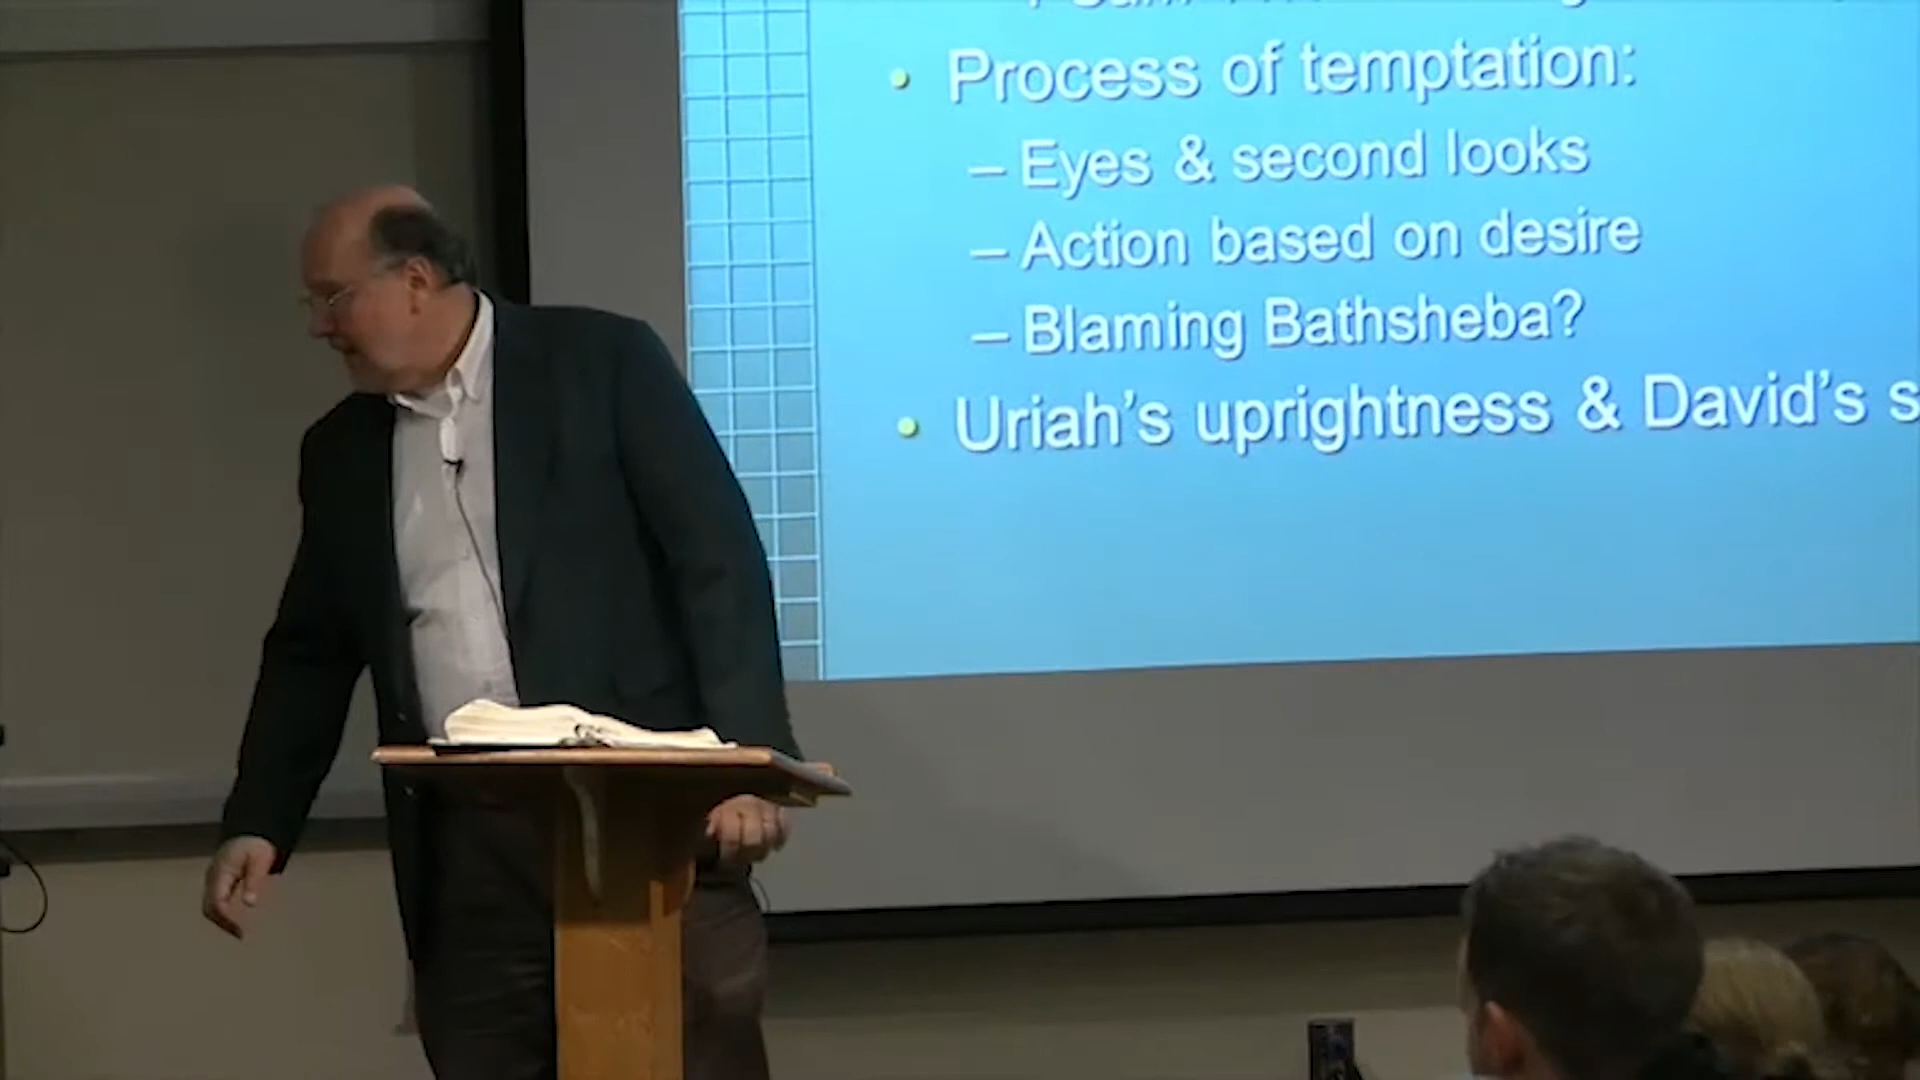 • Process of temptation:
– Eyes & second looks
– Action based on desire
– Blaming Bathsheba?
• Uriah's uprightness & David's s